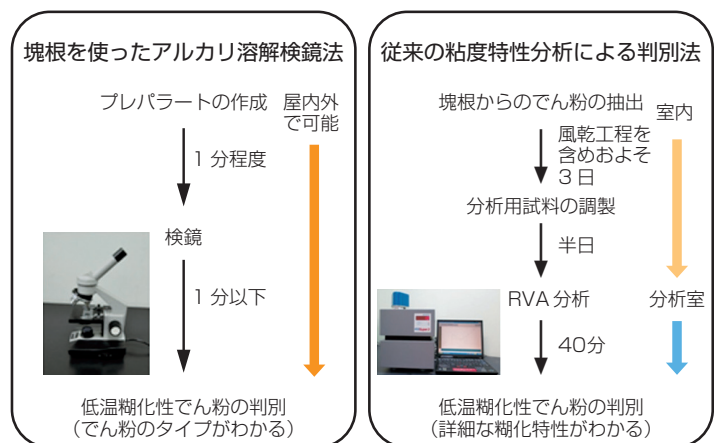 塊根を使ったアルカリ溶解検鏡法
プレパラートの作成
屋内外
で可能
1分程度
検鏡
1分以下
低温糊化性でん粉の判別
（でん粉のタイプがわかる）
従来の粘度特性分析による判別法
塊根からのでん粉の抽出
室内
風乾工程を
含めおよそ
3日
分析用試料の調製
半日
RVA分析
分析室
40分
低温糊化性でん粉の判別
（詳細な糊化特性がわかる）